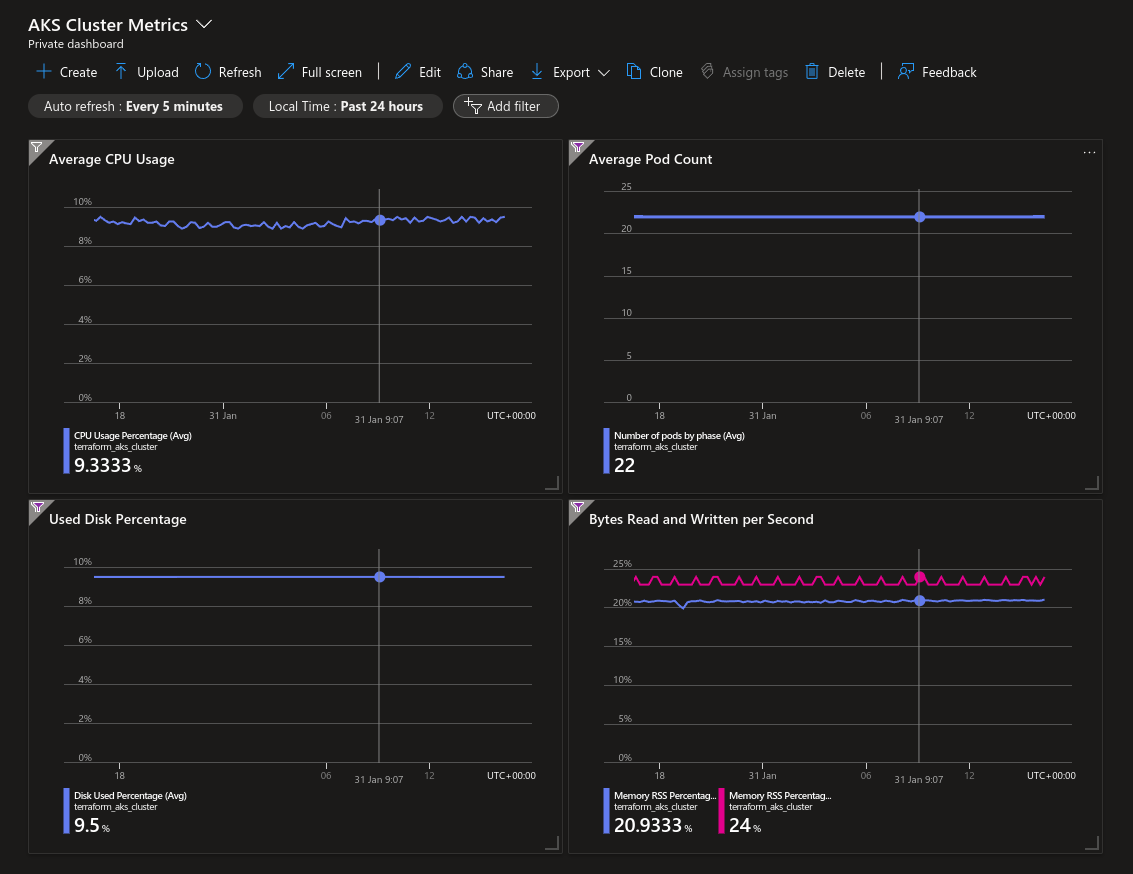 AKS Cluster Metrics
Private dashboard
Create Upload Refresh Full screen Edit Share Export Clone Assign tags Delete Feedback
Auto refresh : Every 5 minutes Local Time : Past 24 hours Add filter
Average CPU Usage
10%
8%
6%
4%
2%
0%
18 31 Jan 06 31 Jan 9:07 12 UTC+00:00
CPU Usage Percentage (Avg)
terraform_aks_cluster
9.3333 %
Average Pod Count
...
25
20
15
10
5
0
18 31 Jan 06 31 Jan 9:07 12 UTC+00:00
Number of pods by phase (Avg)
terraform_aks_cluster
22
Used Disk Percentage
10%
8%
6%
4%
2%
0%
18 06 31 Jan 9:07 12 UTC+00:00
Disk Used Percentage (Avg)
terraform_aks_cluster
9.5 %
Bytes Read and Written per Second
25%
20%
15%
10%
5%
0%
18 31 Jan 06 31 Jan 9:07 12 UTC+00:00
Memory RSS Percentag... Memory RSS Percentag...
terraform_aks_cluster terraform_aks_cluster
20.9333 % 24 %